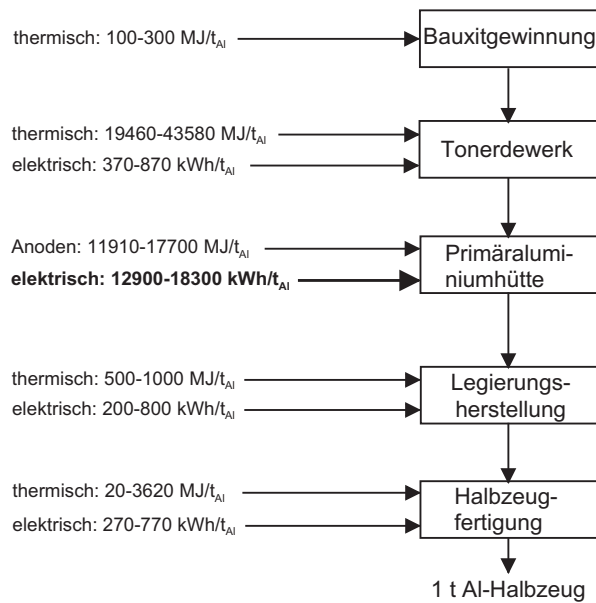 thermisch: 100-300 MJ/tAl
Bauxitgewinnung
thermisch: 19460-43580 MJ/tAl
elektrisch: 370-870 kWh/tAl
Tonerdewerk
Anoden: 11910-17700 MJ/tAl
elektrisch: 12900-18300 kWh/tAl
Primäralumi-
niumhütte
thermisch: 500-1000 MJ/tAl
elektrisch: 200-800 kWh/tAl
Legierungs-
herstellung
thermisch: 20-3620 MJ/tAl
elektrisch: 270-770 kWh/tAl
Halbzeug-
fertigung
1 t Al-Halbzeug